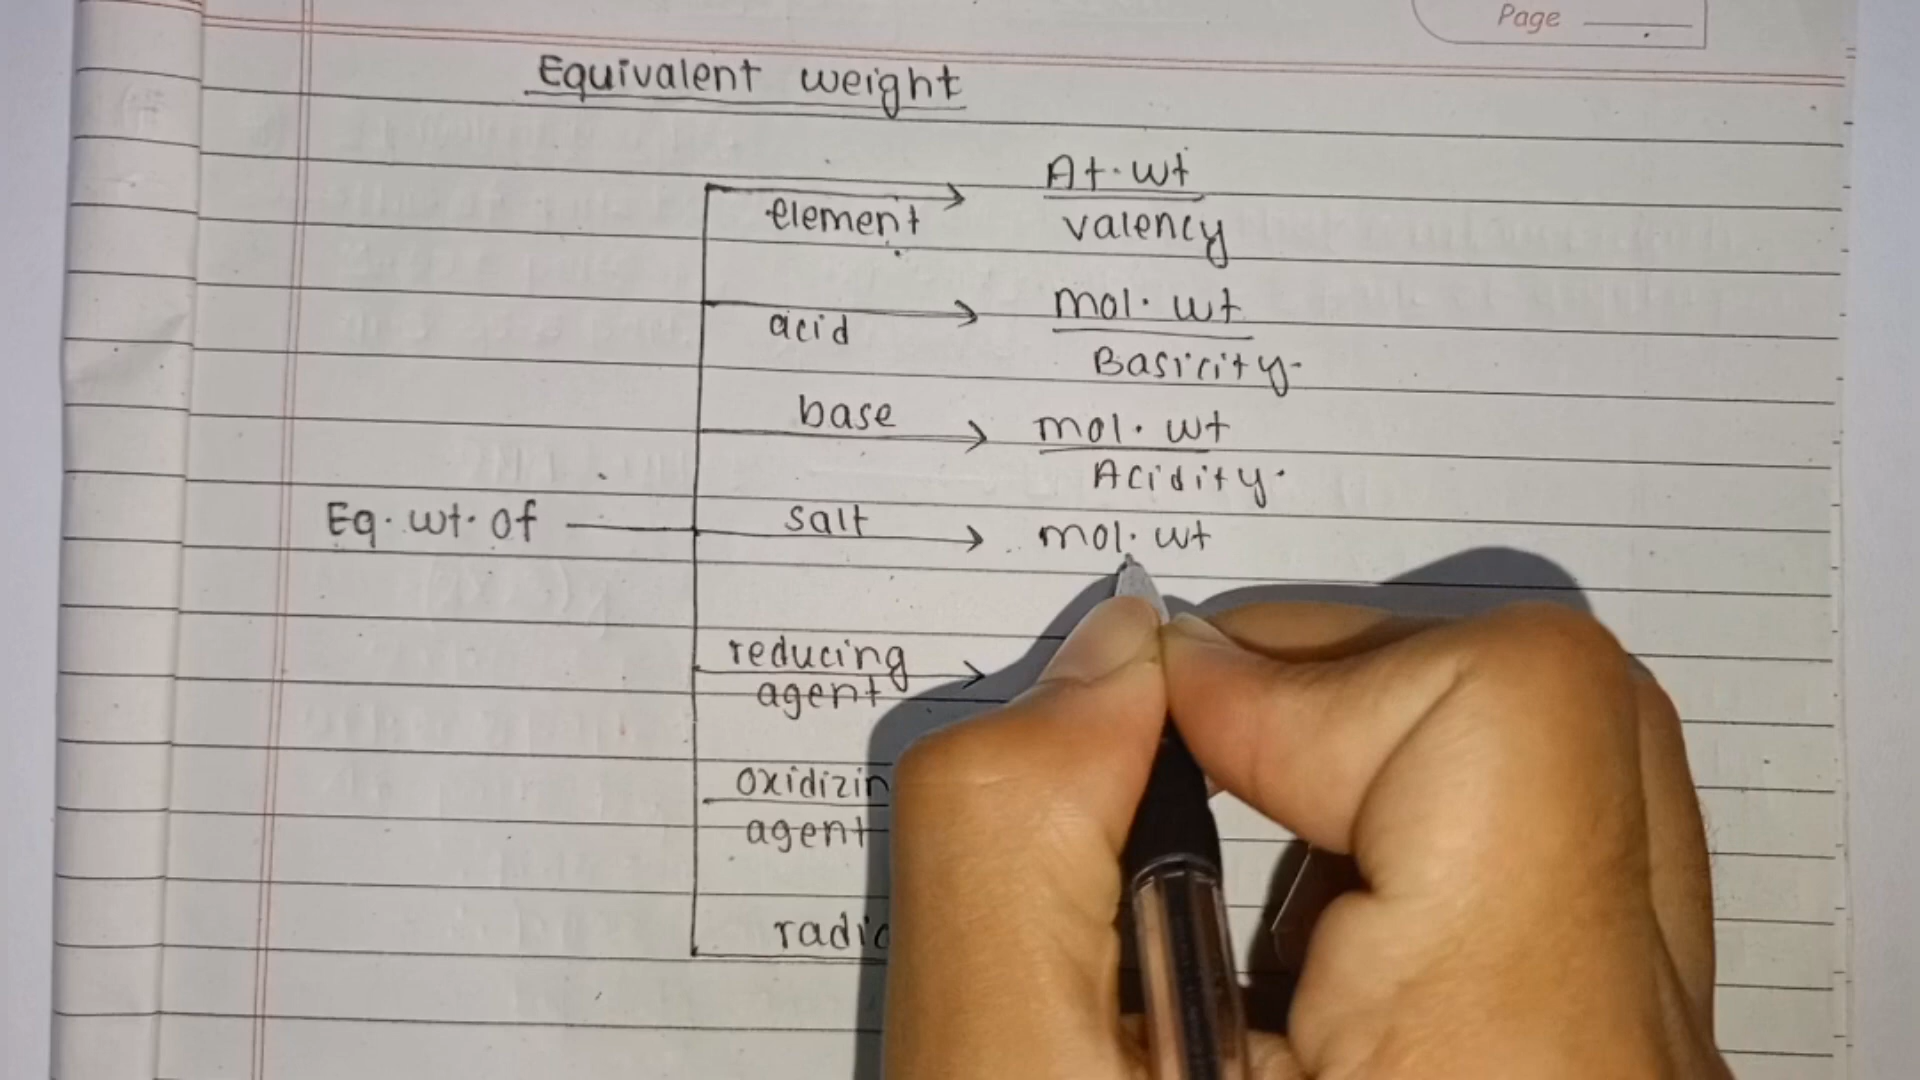 Page
Equivalent weight
At. wt
element
valency
mol. wt
acid
Basicity.
base
mol. wt
Acidity.
Eq. wt. of
salt
mol. wt
reducing
agent
agent